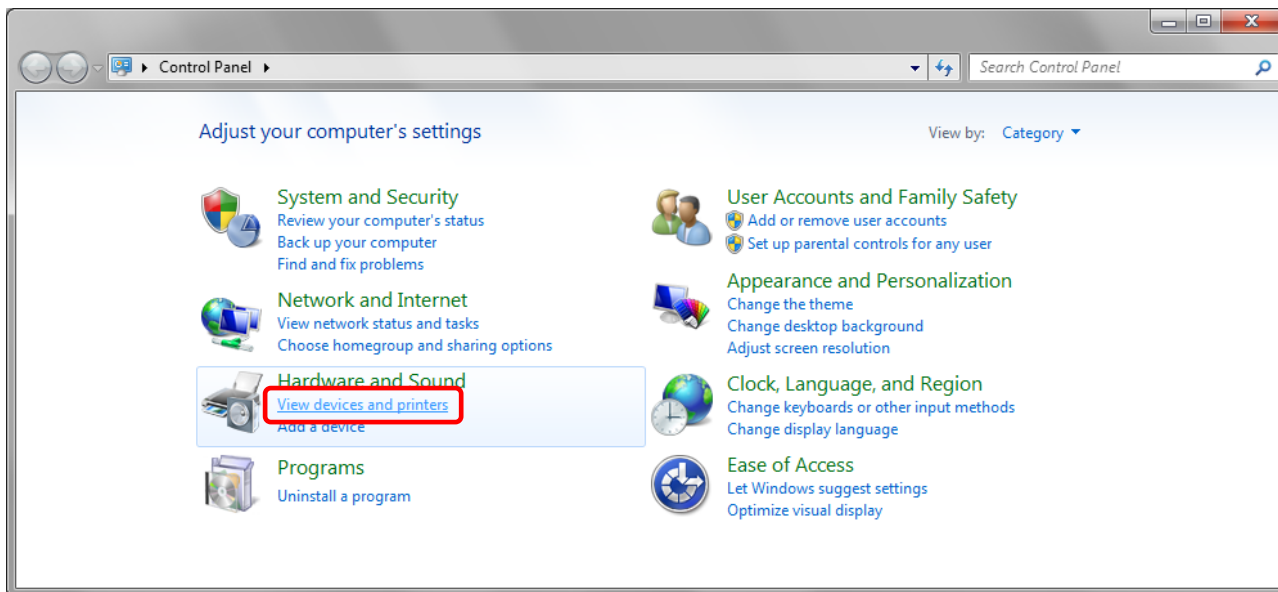 Control Panel
Search Control Panel
Adjust your computer's settings
View by: Category
System and Security
Review your computer's status
Back up your computer
Find and fix problems
Network and Internet
View network status and tasks
Choose homegroup and sharing options
Hardware and Sound
View devices and printers
Add a device
Programs
Uninstall a program
User Accounts and Family Safety
Add or remove user accounts
Set up parental controls for any user
Appearance and Personalization
Change the theme
Change desktop background
Adjust screen resolution
Clock, Language, and Region
Change keyboards or other input methods
Change display language
Ease of Access
Let Windows suggest settings
Optimize visual display